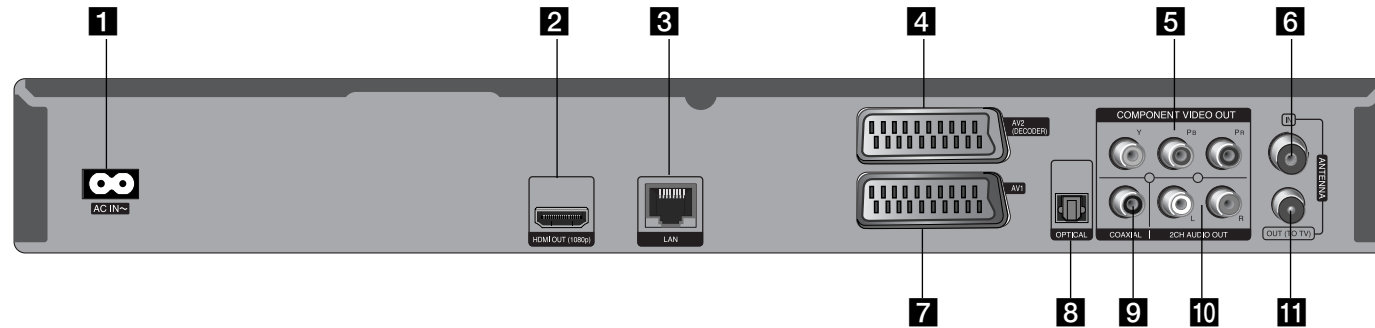 1 2 3 4 5 6
COMPONENT VIDEO OUT
Y PB PR
IN
AV2
(DECODER)
ANTENNA
AC IN~
AV1
HDMI OUT (1080p)
LAN
OPTICAL
COAXIAL
L R
2CH AUDIO OUT
OUT (TO TV)
7 8 9 10 11